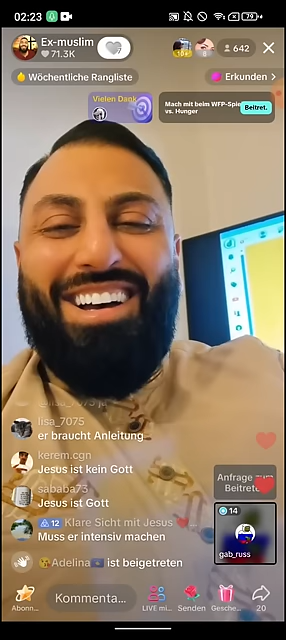 02:23
79
Ex-muslim
71.3K
642
Wöchentliche Rangliste
Erkunden >
Vielen Dank
Mach mit beim WFP-Spie
vs. Hunger
Beitret.
lisa_7075
er braucht Anleitung
kerem.cgn
Jesus ist kein Gott
sababa73
Jesus ist Gott
12 Klare Sicht mit Jesus
Muss er intensiv machen
Adelina ist beigetreten
Anfrage zum
Beitreten
14
gab_russ
Abonn...
Kommenta...
LIVE mi...
Senden
Gesche...
20